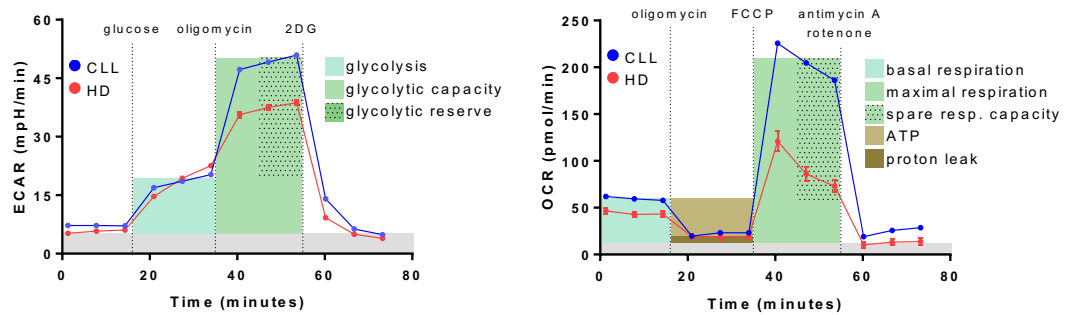 glucose oligomycin 2DG
60
45
30
15
0
ECAR (mpH/min)
CLL
HD
glycolysis
glycolytic capacity
glycolytic reserve
0 20 40 60 80
Time (minutes)
oligomycin FCCP antimycin A
rotenone
250
200
150
100
50
0
OCR (pmol/min)
CLL
HD
basal respiration
maximal respiration
spare resp. capacity
ATP
proton leak
0 20 40 60 80
Time (minutes)